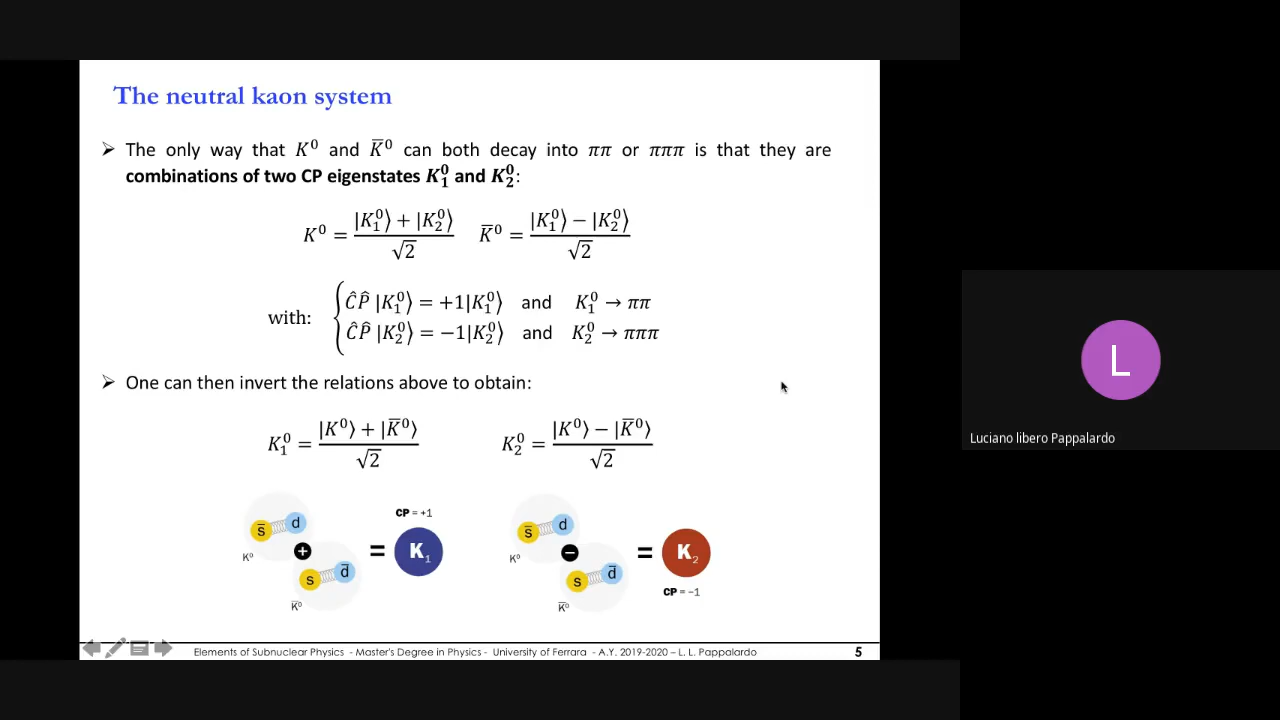 The neutral kaon system
➢ The only way that K⁰ and K̅⁰ can both decay into ππ or πππ is that they are
combinations of two CP eigenstates K₁⁰ and K₂⁰:
K⁰ = (|K₁⁰⟩ + |K₂⁰⟩)/√2   K̅⁰ = (|K₁⁰⟩ − |K₂⁰⟩)/√2
with: { ĈP̂ |K₁⁰⟩ = +1|K₁⁰⟩ and K₁⁰ → ππ
ĈP̂ |K₂⁰⟩ = −1|K₂⁰⟩ and K₂⁰ → πππ
➢ One can then invert the relations above to obtain:
K₁⁰ = (|K⁰⟩ + |K̅⁰⟩)/√2   K₂⁰ = (|K⁰⟩ − |K̅⁰⟩)/√2
s̅ d K⁰ + s d̅ K̅⁰ = K₁ CP = +1
s̅ d K⁰ − s d̅ K̅⁰ = K₂ CP = −1
Elements of Subnuclear Physics - Master's Degree in Physics - University of Ferrara - A.Y. 2019-2020 – L. L. Pappalardo 5
L
Luciano libero Pappalardo